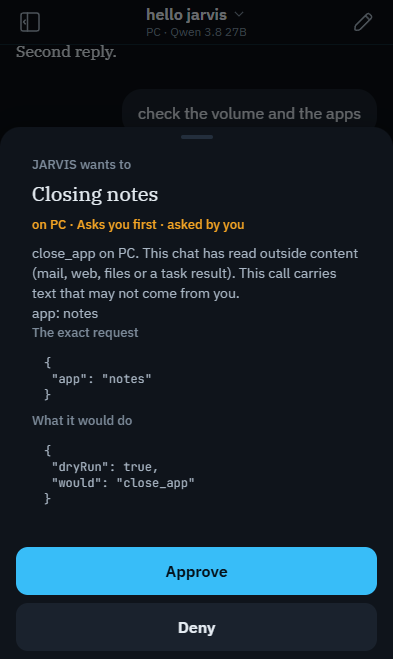 hello jarvis
PC · Qwen 3.8 27B
Second reply.
check the volume and the apps
JARVIS wants to
Closing notes
on PC · Asks you first · asked by you
close_app on PC. This chat has read outside content
(mail, web, files or a task result). This call carries
text that may not come from you.
app: notes
The exact request
{
"app": "notes"
}
What it would do
{
"dryRun": true,
"would": "close_app"
}
Approve
Deny